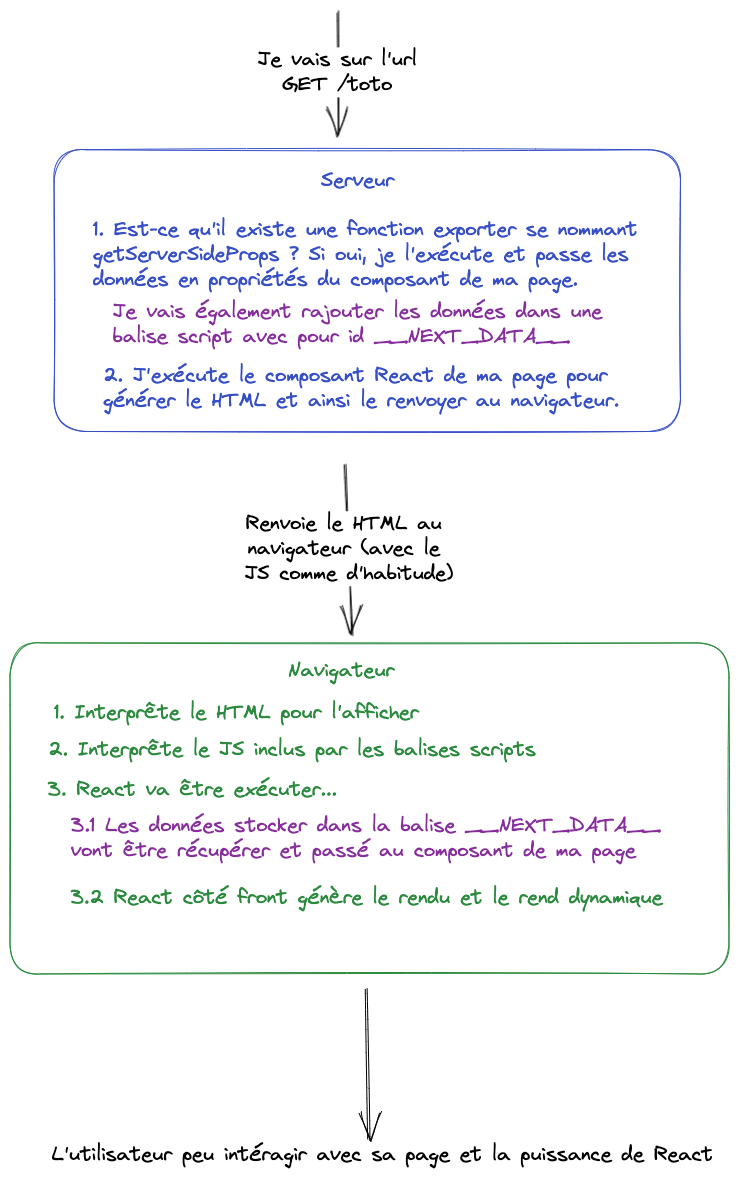 Je vais sur l'url
GET /toto
Serveur
1. Est-ce qu'il existe une fonction exporter se nommant
getServerSideProps ? Si oui, je l'exécute et passe les
données en propriétés du composant de ma page.
Je vais également rajouter les données dans une
balise script avec pour id __NEXT_DATA__
2. J'exécute le composant React de ma page pour
générer le HTML et ainsi le renvoyer au navigateur.
Renvoie le HTML au
navigateur (avec le
JS comme d'habitude)
Navigateur
1. Interprête le HTML pour l'afficher
2. Interprête le JS inclus par les balises scripts
3. React va être exécuter...
3.1 Les données stocker dans la balise __NEXT_DATA__
vont être récupérer et passé au composant de ma page
3.2 React côté front génère le rendu et le rend dynamique
L'utilisateur peu intéragir avec sa page et la puissance de React